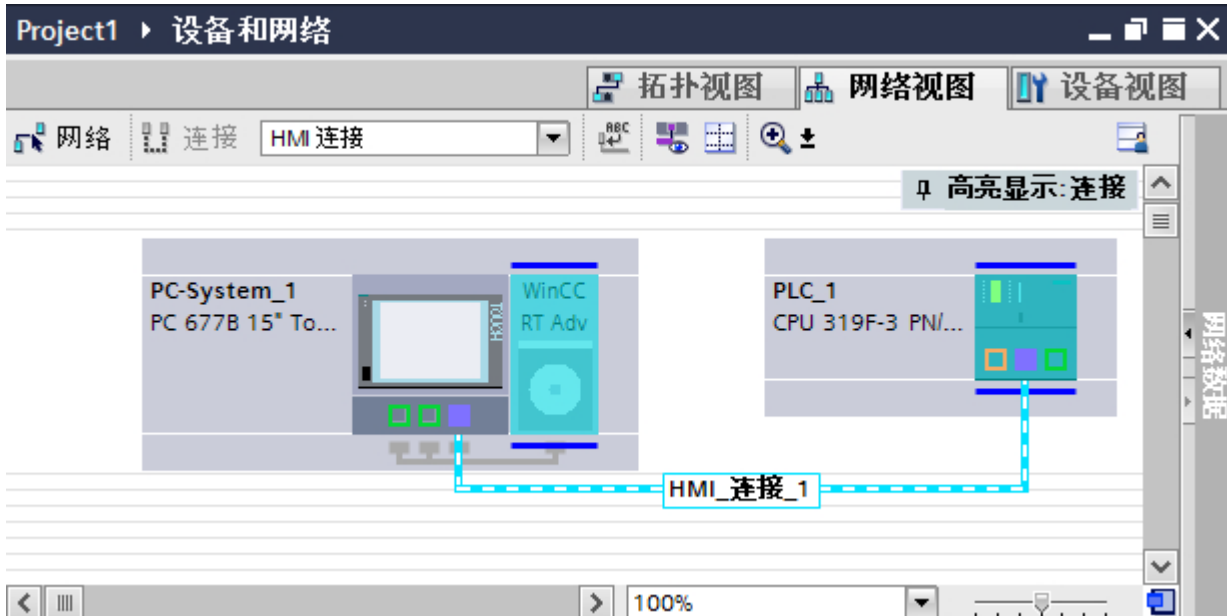 Project1 ▸ 设备和网络
拓扑视图 网络视图 设备视图
网络 连接 HMI 连接
高亮显示:连接
PC-System_1
PC 677B 15" To...
TOUCH
WinCC
RT Adv
PLC_1
CPU 319F-3 PN/...
HMI_连接_1
网络数据
100%